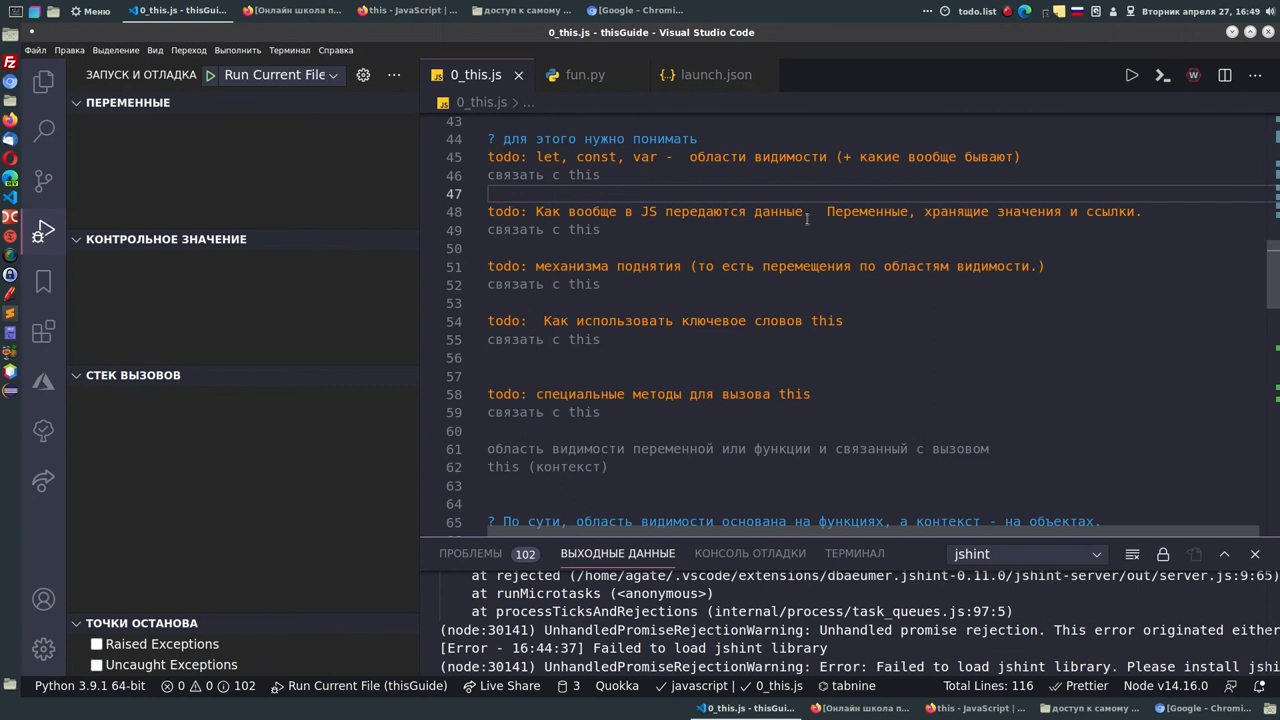 Меню
0_this.js - thisGui...
[Онлайн школа п...
this - JavaScript | ...
доступ к самому ...
[Google – Chromi...
todo.list
Вторник апреля 27, 16:49
0_this.js - thisGuide - Visual Studio Code
Файл Правка Выделение Вид Переход Выполнить Терминал Справка
ЗАПУСК И ОТЛАДКА
Run Current File
0_this.js
fun.py
launch.json
ПЕРЕМЕННЫЕ
0_this.js > ...
43
44 ? для этого нужно понимать
45 todo: let, const, var -  области видимости (+ какие вообще бывают)
46 связать с this
47
48 todo: Как вообще в JS передаются данные.  Переменные, хранящие значения и ссылки.
49 связать с this
50
51 todo: механизма поднятия (то есть перемещения по областям видимости.)
52 связать с this
53
54 todo:  Как использовать ключевое словов this
55 связать с this
56
57
58 todo: специальные методы для вызова this
59 связать с this
60
61 область видимости переменной или функции и связанный с вызовом
62 this (контекст)
63
64
65 ? По сути, область видимости основана на функциях, а контекст - на объектах.
КОНТРОЛЬНОЕ ЗНАЧЕНИЕ
СТЕК ВЫЗОВОВ
ТОЧКИ ОСТАНОВА
Raised Exceptions
Uncaught Exceptions
ПРОБЛЕМЫ 102 ВЫХОДНЫЕ ДАННЫЕ КОНСОЛЬ ОТЛАДКИ ТЕРМИНАЛ jshint
at rejected (/home/agate/.vscode/extensions/dbaeumer.jshint-0.11.0/jshint-server/out/server.js:9:65)
at runMicrotasks (<anonymous>)
at processTicksAndRejections (internal/process/task_queues.js:97:5)
(node:30141) UnhandledPromiseRejectionWarning: Unhandled promise rejection. This error originated either
[Error - 16:44:37] Failed to load jshint library
(node:30141) UnhandledPromiseRejectionWarning: Error: Failed to load jshint library. Please install jshi
Python 3.9.1 64-bit 0 0 102 Run Current File (thisGuide) Live Share 3 Quokka javascript | 0_this.js tabnine Total Lines: 116 Prettier Node v14.16.0
0_this.js - thisGui...
[Онлайн школа п...
this - JavaScript | ...
доступ к самому ...
[Google – Chromi...